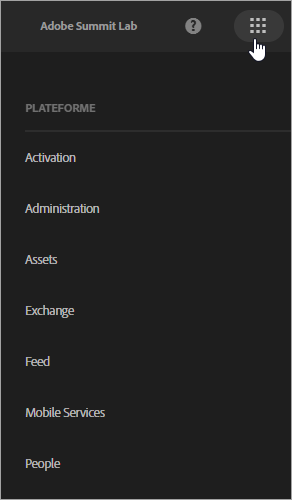 Adobe Summit Lab
?
PLATEFORME
Activation
Administration
Assets
Exchange
Feed
Mobile Services
People